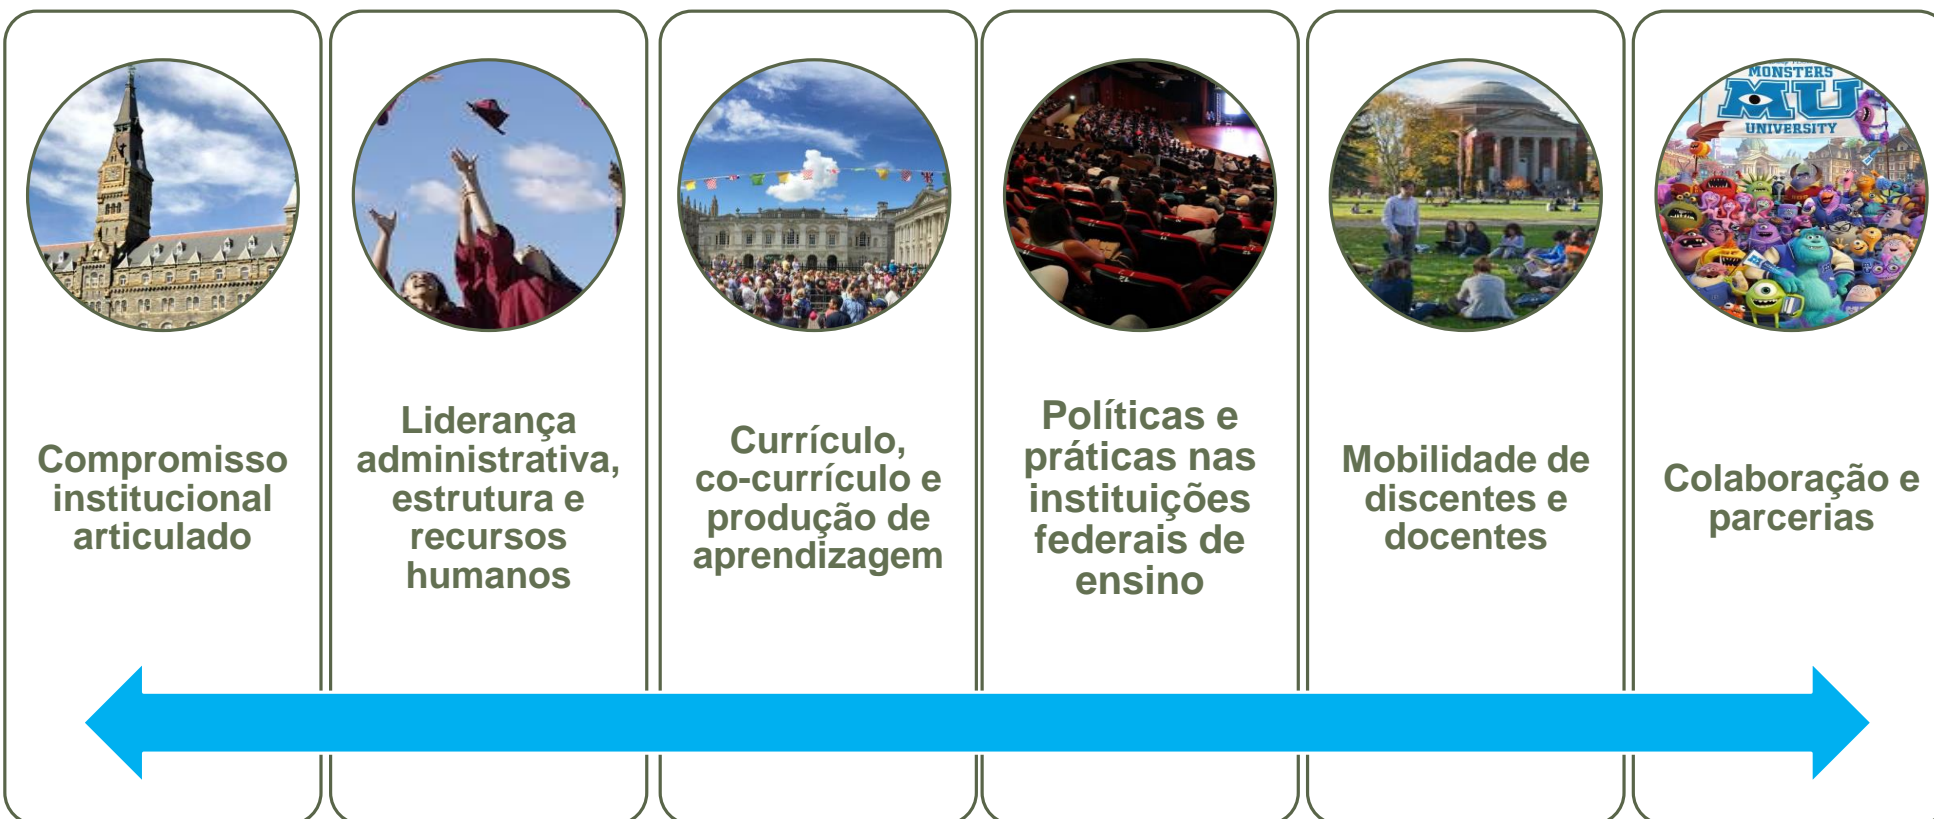 MONSTERS
MU
UNIVERSITY
Compromisso
institucional
articulado
Liderança
administrativa,
estrutura e
recursos
humanos
Currículo,
co-currículo e
produção de
aprendizagem
Políticas e
práticas nas
instituições
federais de
ensino
Mobilidade de
discentes e
docentes
Colaboração e
parcerias